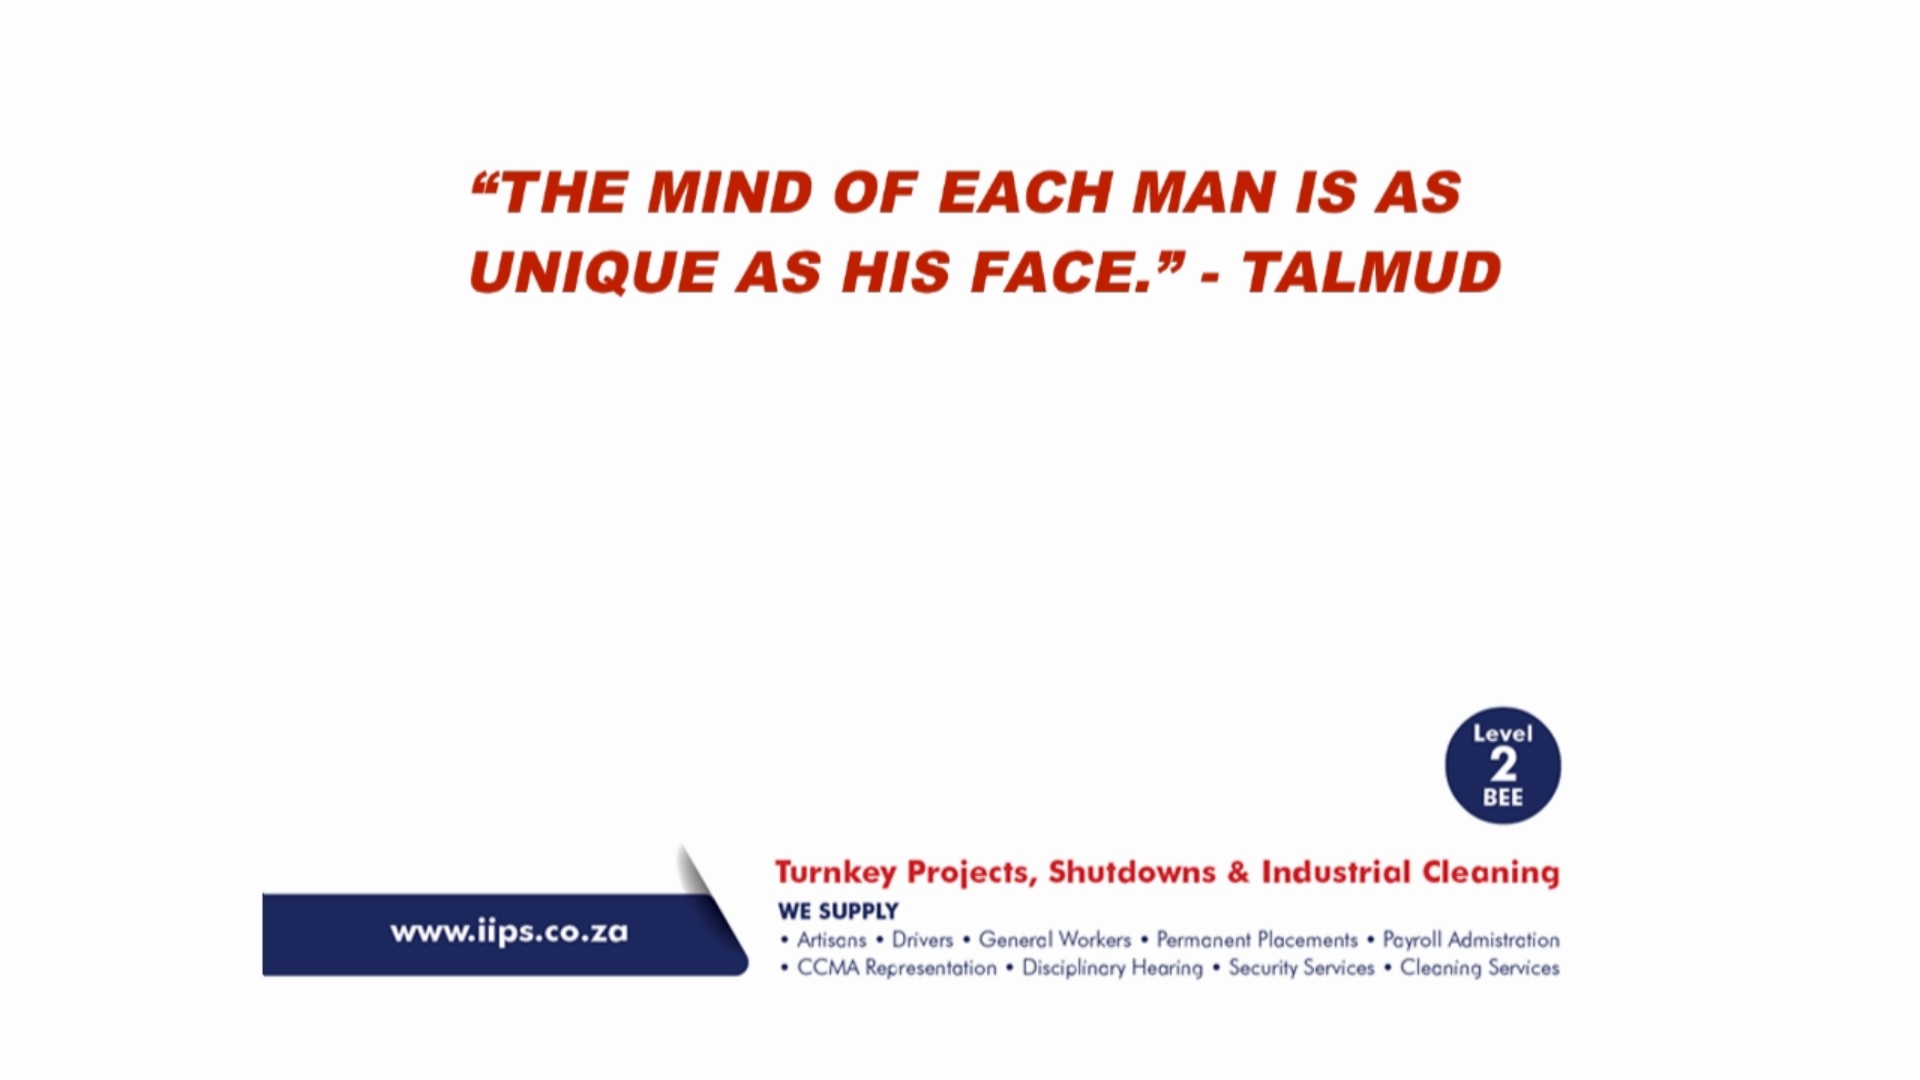 “THE MIND OF EACH MAN IS AS
UNIQUE AS HIS FACE.” - TALMUD
Level
2
BEE
Turnkey Projects, Shutdowns & Industrial Cleaning
WE SUPPLY
• Artisans • Drivers • General Workers • Permanent Placements • Payroll Admistration
• CCMA Representation • Disciplinary Hearing • Security Services • Cleaning Services
www.iips.co.za